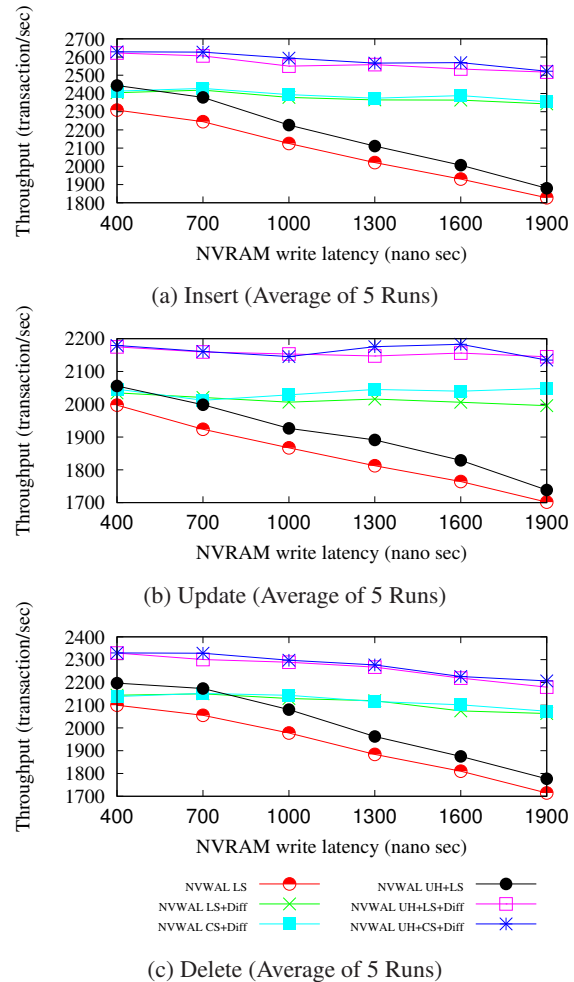 Throughput (transaction/sec)
2700
2600
2500
2400
2300
2200
2100
2000
1900
1800
400 700 1000 1300 1600 1900
NVRAM write latency (nano sec)
(a) Insert (Average of 5 Runs)
Throughput (transaction/sec)
2200
2100
2000
1900
1800
1700
400 700 1000 1300 1600 1900
NVRAM write latency (nano sec)
(b) Update (Average of 5 Runs)
Throughput (transaction/sec)
2400
2300
2200
2100
2000
1900
1800
1700
400 700 1000 1300 1600 1900
NVRAM write latency (nano sec)
NVWAL LS NVWAL UH+LS
NVWAL LS+Diff NVWAL UH+LS+Diff
NVWAL CS+Diff NVWAL UH+CS+Diff
(c) Delete (Average of 5 Runs)